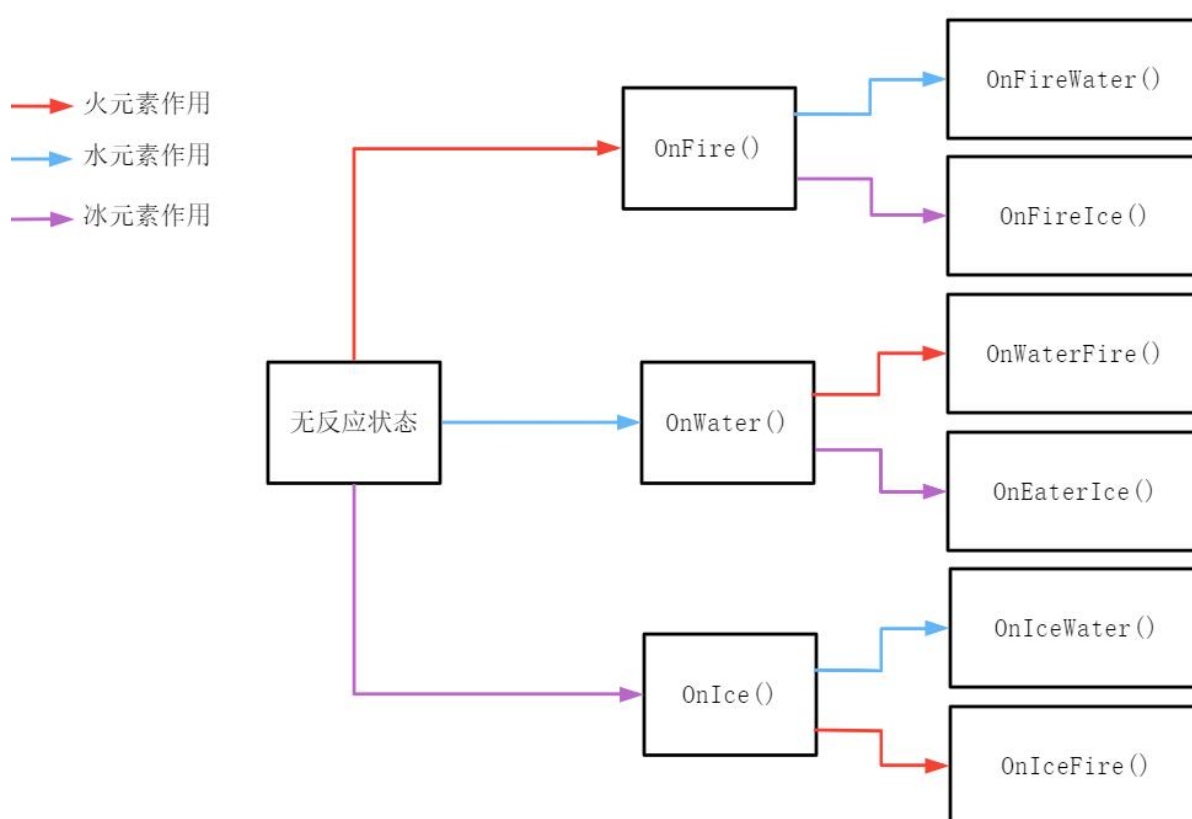 火元素作用
水元素作用
冰元素作用
无反应状态
OnFire()
OnWater()
OnIce()
OnFireWater()
OnFireIce()
OnWaterFire()
OnEaterIce()
OnIceWater()
OnIceFire()